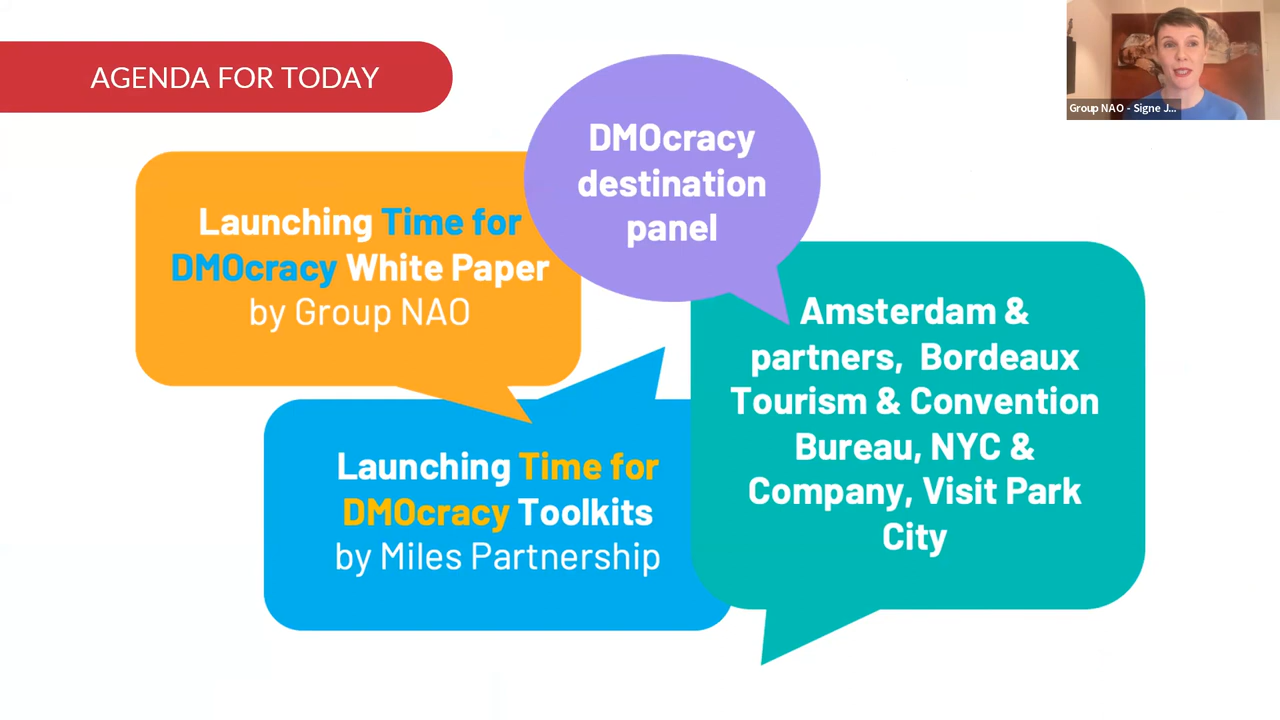 AGENDA FOR TODAY
Launching Time for
DMOcracy White Paper
by Group NAO
DMOcracy
destination
panel
Launching Time for
DMOcracy Toolkits
by Miles Partnership
Amsterdam &
partners, Bordeaux
Tourism & Convention
Bureau, NYC &
Company, Visit Park
City
Group NAO - Signe J...